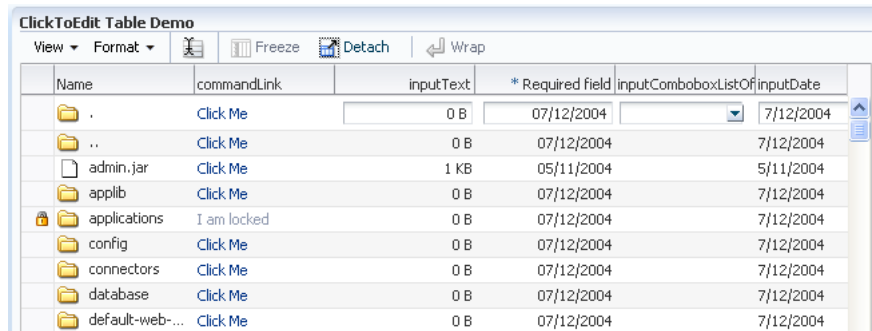 ClickToEdit Table Demo
View Format Freeze Detach Wrap
Name commandLink inputText * Required field inputComboboxListOf inputDate
. Click Me 0 B 07/12/2004 7/12/2004
.. Click Me 0 B 07/12/2004 7/12/2004
admin.jar Click Me 1 KB 05/11/2004 5/11/2004
applib Click Me 0 B 07/12/2004 7/12/2004
applications I am locked 0 B 07/12/2004 7/12/2004
config Click Me 0 B 07/12/2004 7/12/2004
connectors Click Me 0 B 07/12/2004 7/12/2004
database Click Me 0 B 07/12/2004 7/12/2004
default-web-... Click Me 0 B 07/12/2004 7/12/2004